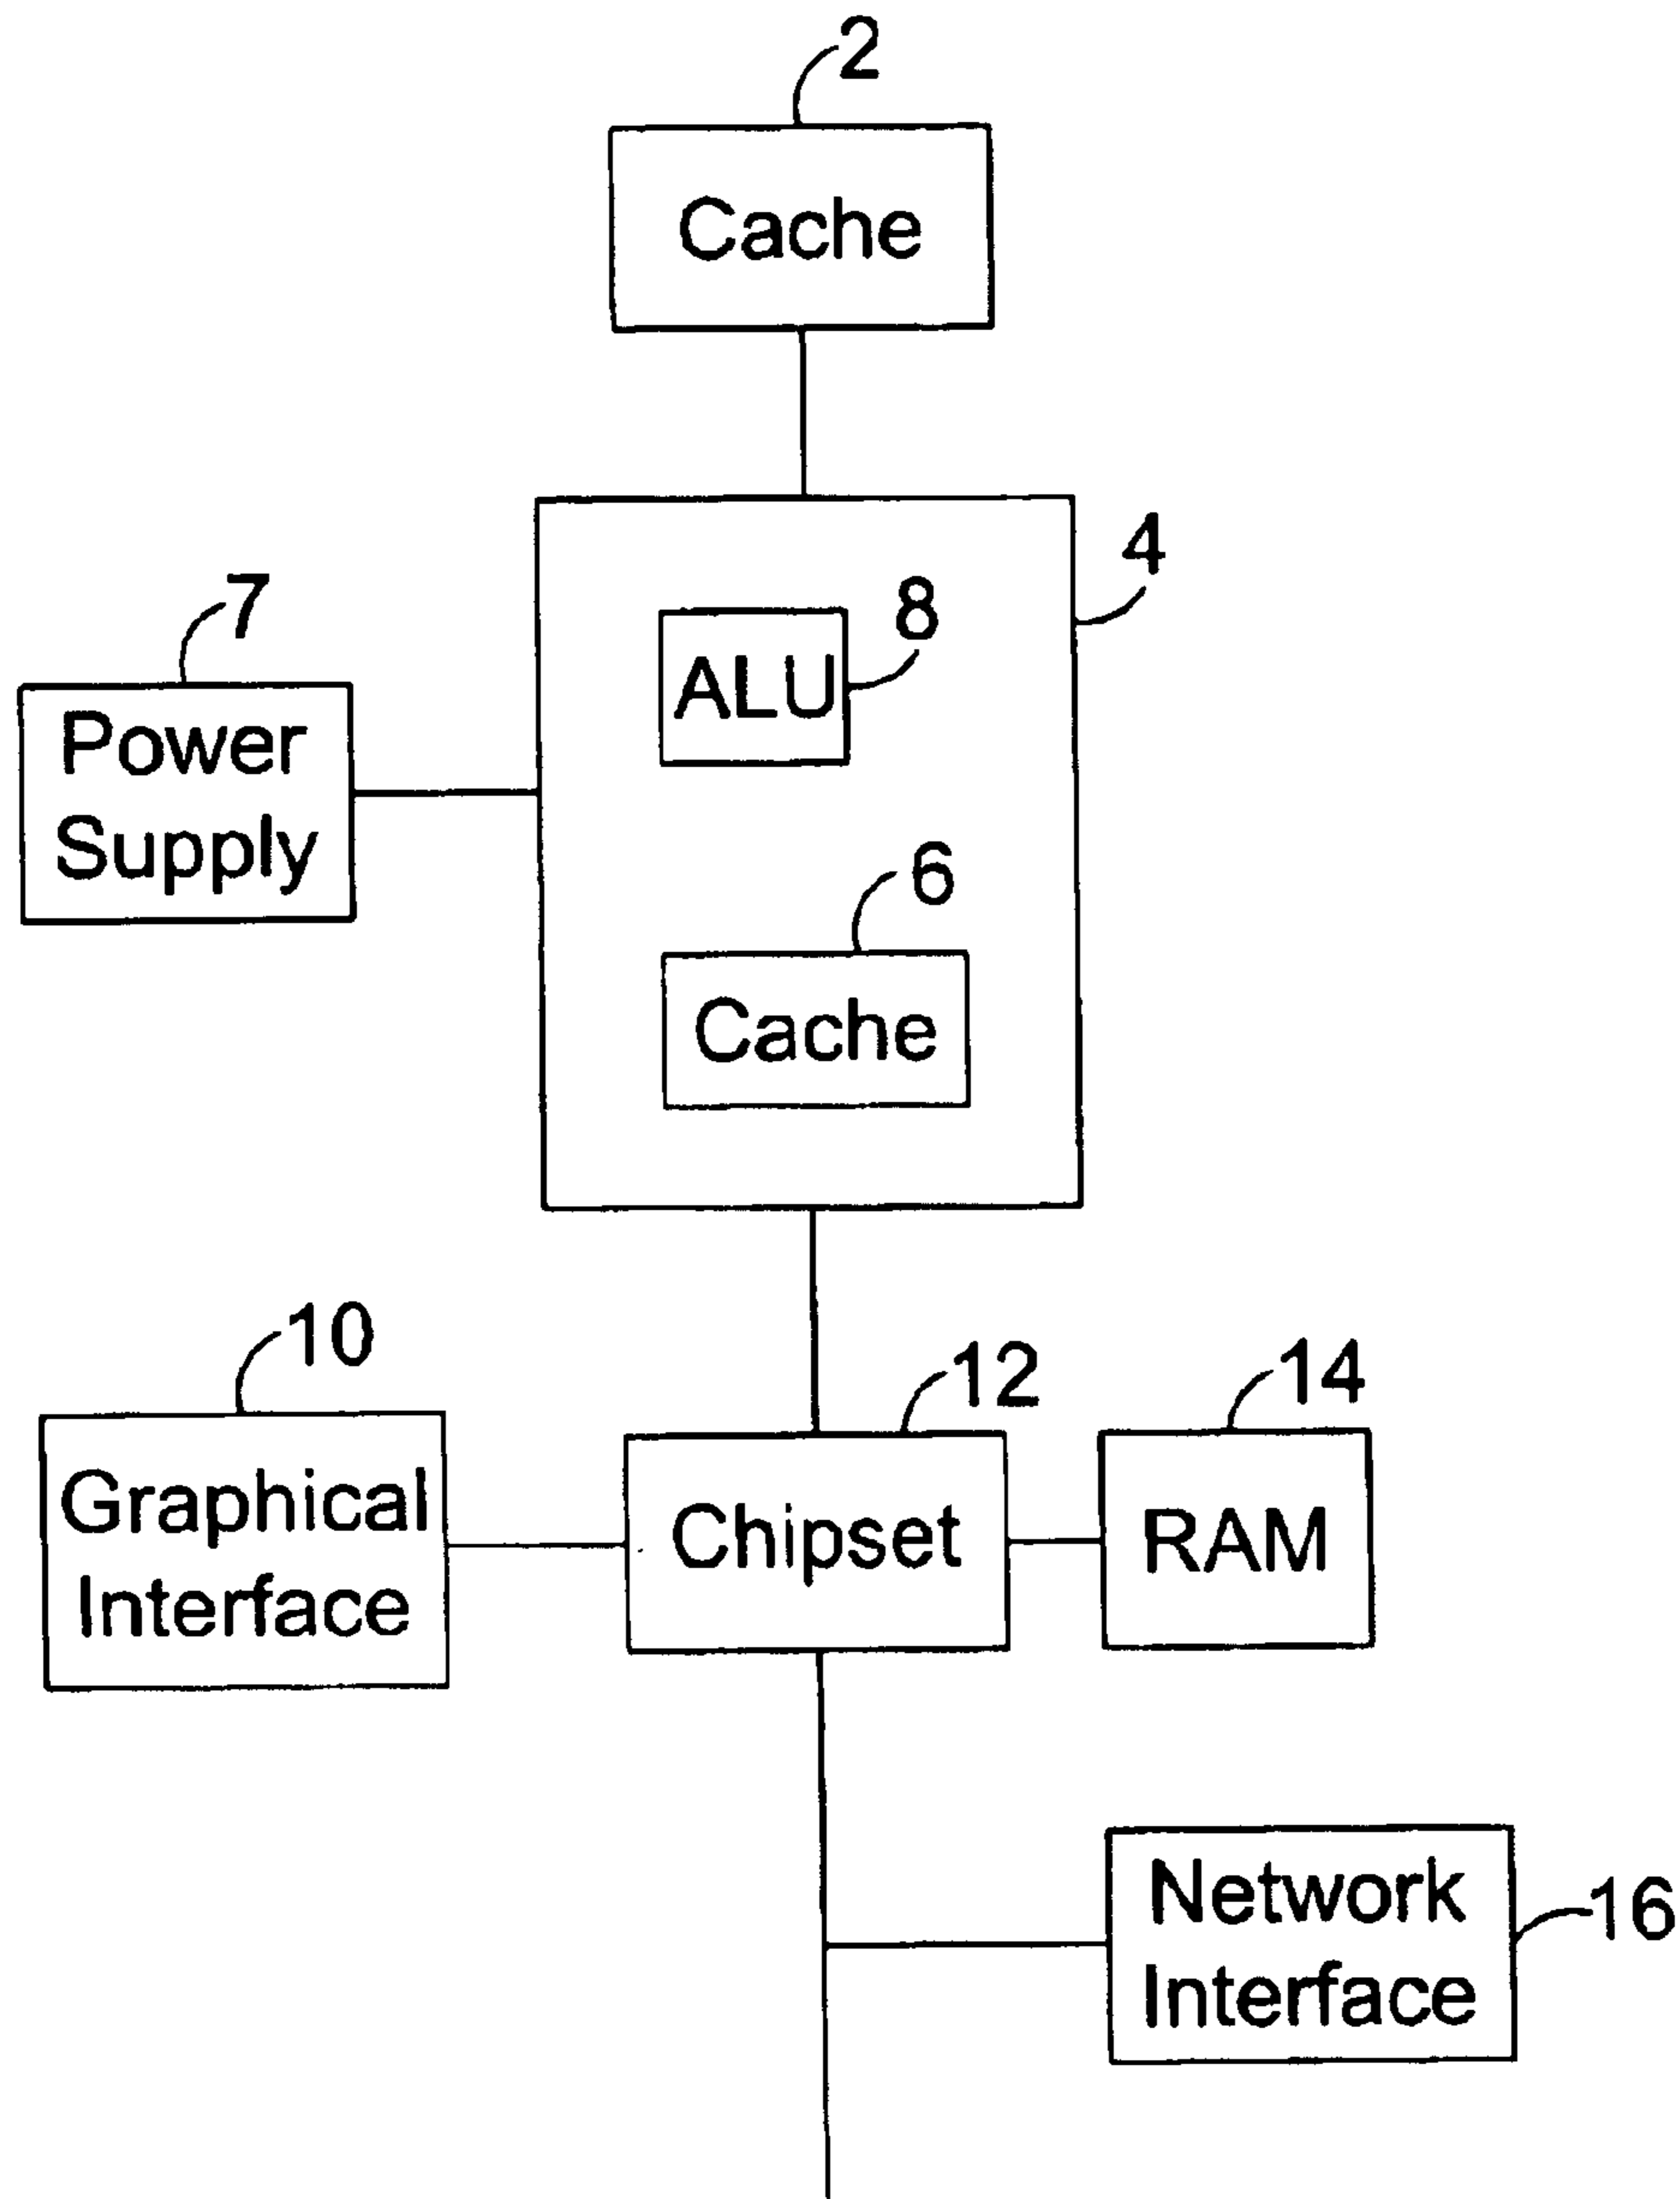 2
Cache
4
8
7
ALU
Power
Supply
6
Cache
10
12
14
Graphical
Interface
Chipset
RAM
Network
Interface
16